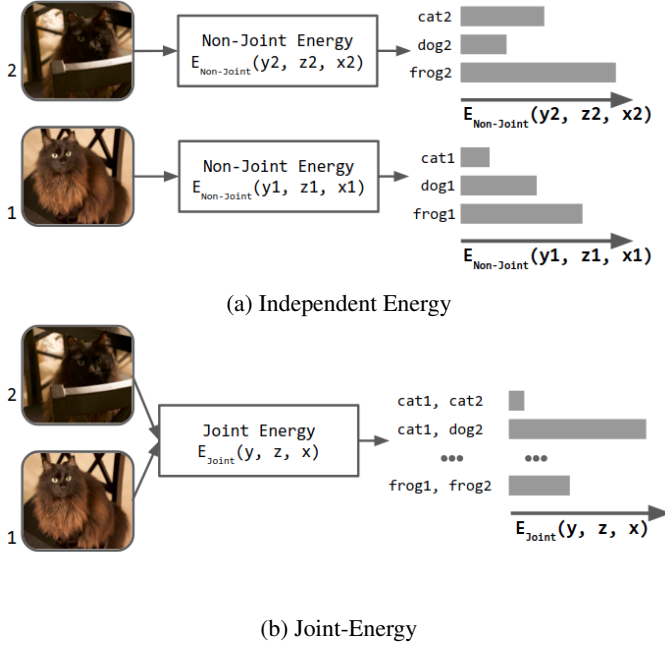 2
Non-Joint Energy
E_Non-Joint(y2, z2, x2)
cat2
dog2
frog2
E_Non-Joint(y2, z2, x2)
1
Non-Joint Energy
E_Non-Joint(y1, z1, x1)
cat1
dog1
frog1
E_Non-Joint(y1, z1, x1)
(a) Independent Energy
2
1
Joint Energy
E_Joint(y, z, x)
cat1, cat2
cat1, dog2
••• •••
frog1, frog2
E_Joint(y, z, x)
(b) Joint-Energy